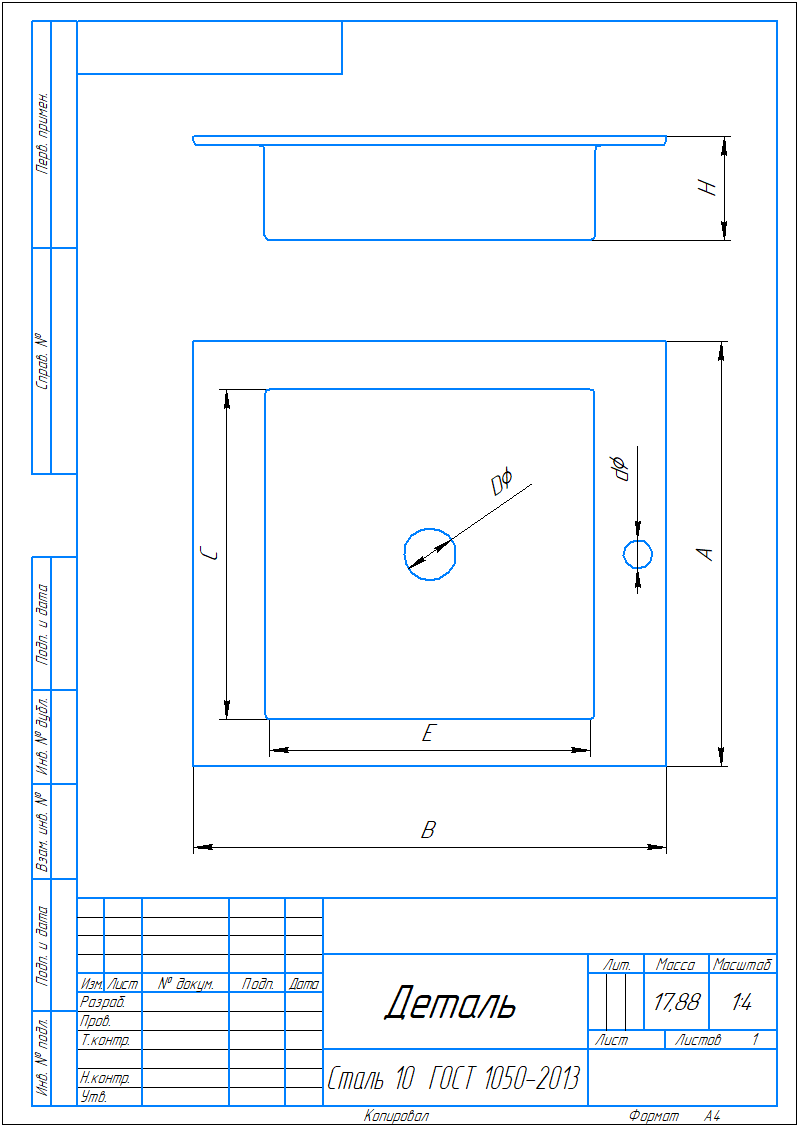 Перв. примен.
Справ. №
Подп. и дата
Инв. № дубл.
Взам. инв. №
Подп. и дата
Инв. № подл.
H
C
Dϕ
dϕ
A
E
B
Изм. Лист № докум. Подп. Дата
Разраб.
Пров.
Т.контр.
Н.контр.
Утв.
Деталь
Сталь 10 ГОСТ 1050-2013
Лит. Масса Масштаб
17,88 1:4
Лист Листов 1
Копировал Формат A4